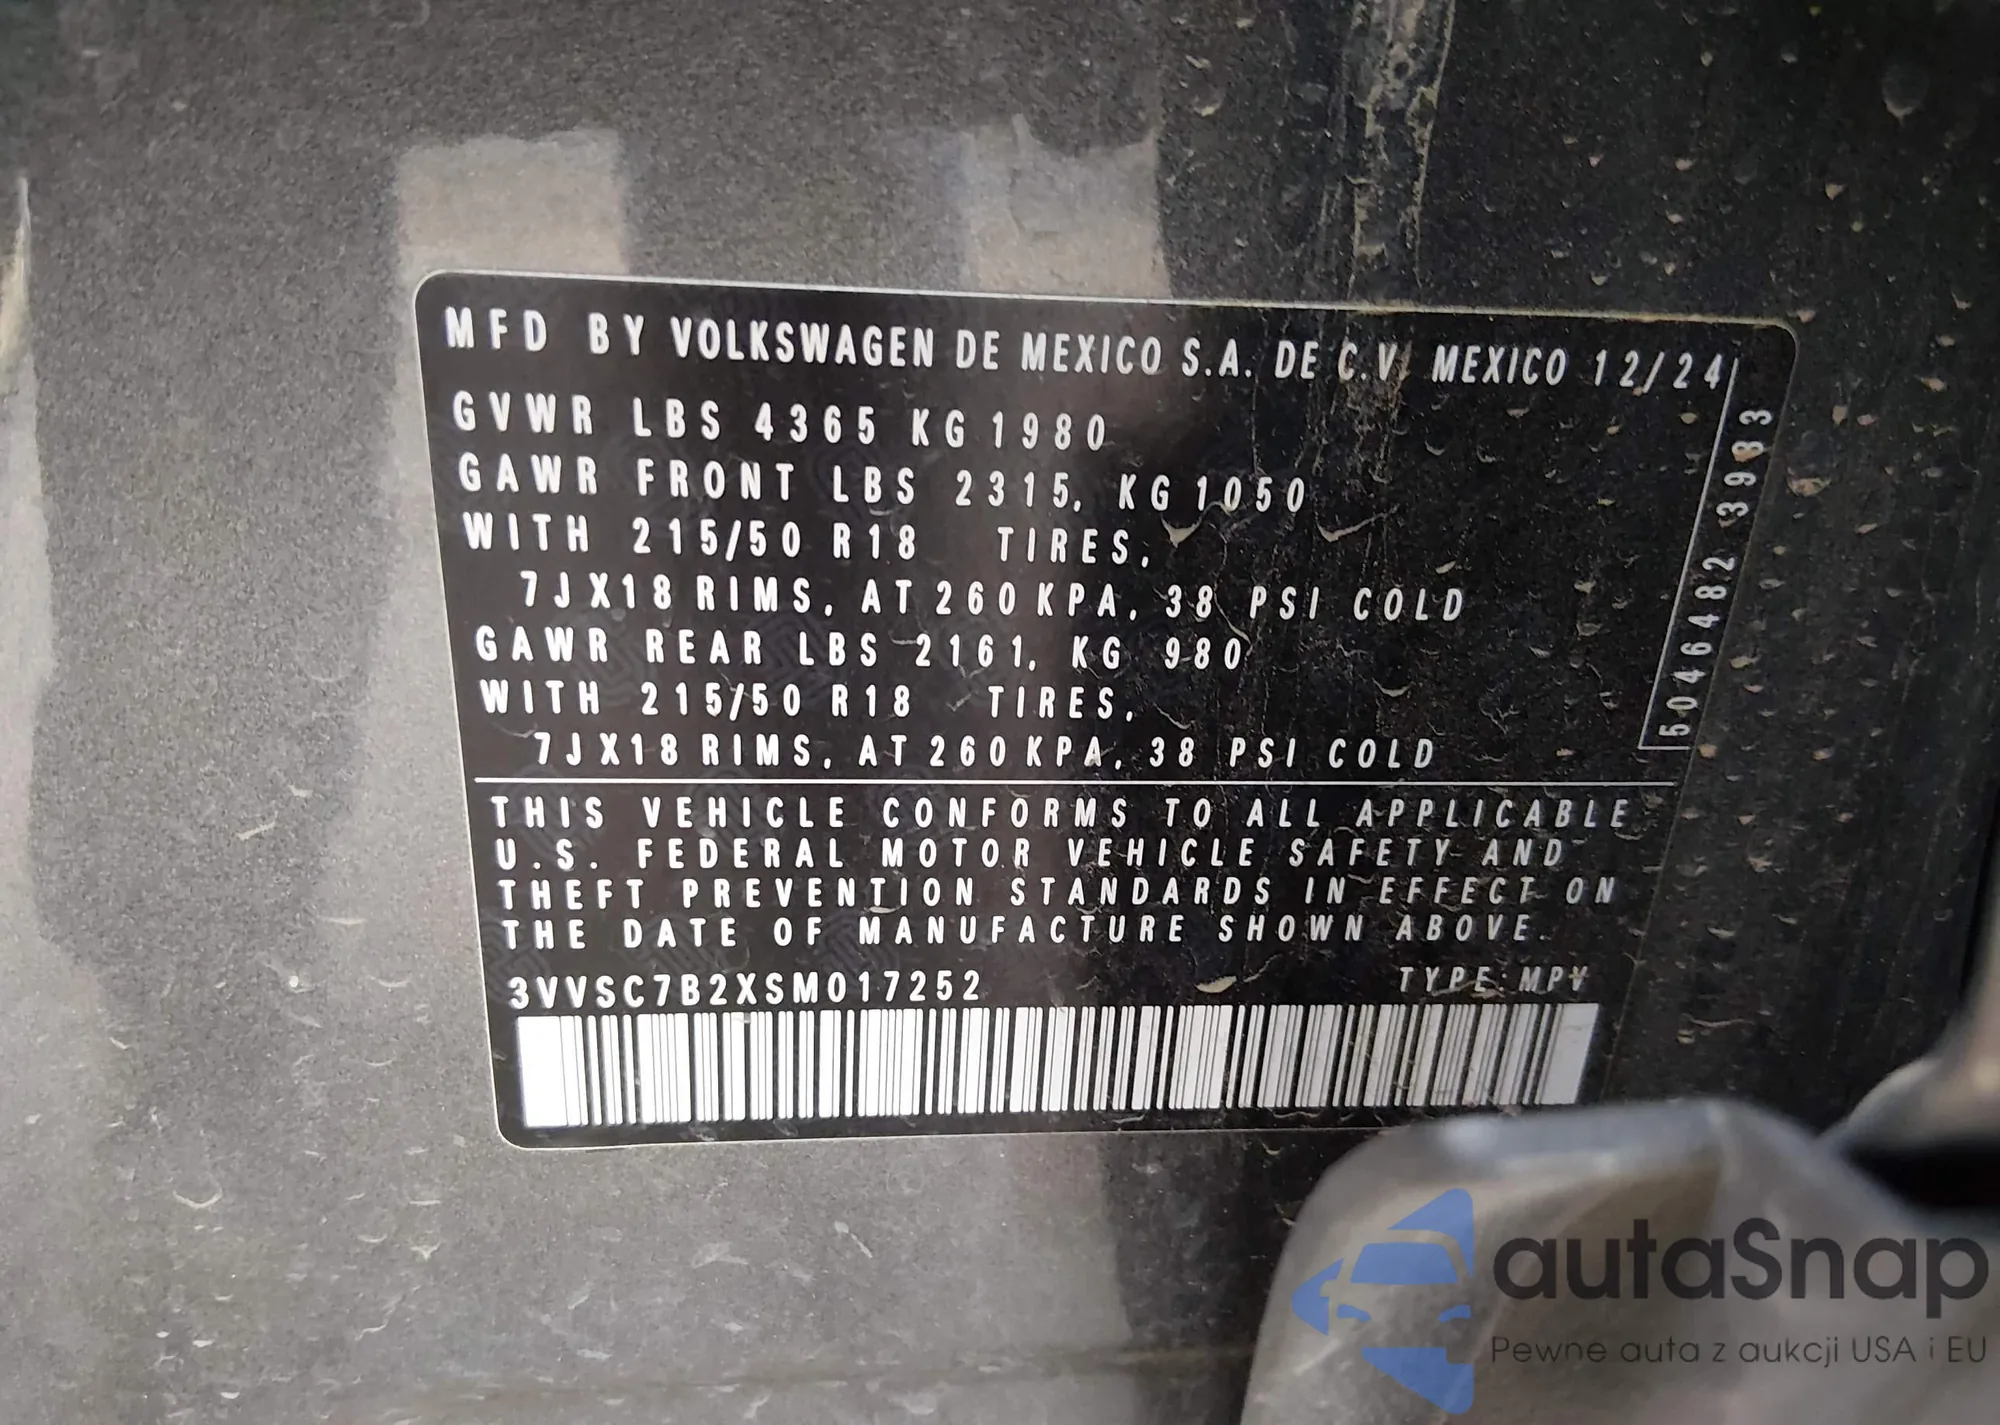 MFD BY VOLKSWAGEN DE MEXICO S.A. DE C.V. MEXICO 12/24
GVWR LBS 4365 KG 1980
GAWR FRONT LBS 2315, KG 1050
WITH 215/50 R18 TIRES,
7JX18 RIMS, AT 260 KPA, 38 PSI COLD
GAWR REAR LBS 2161, KG 980
WITH 215/50 R18 TIRES,
7JX18 RIMS, AT 260 KPA, 38 PSI COLD
5046482 3983
THIS VEHICLE CONFORMS TO ALL APPLICABLE
U.S. FEDERAL MOTOR VEHICLE SAFETY AND
THEFT PREVENTION STANDARDS IN EFFECT ON
THE DATE OF MANUFACTURE SHOWN ABOVE.
3VVSC7B2XSM017252 TYPE: MPV
autaSnap
Pewne auta z aukcji USA i EU